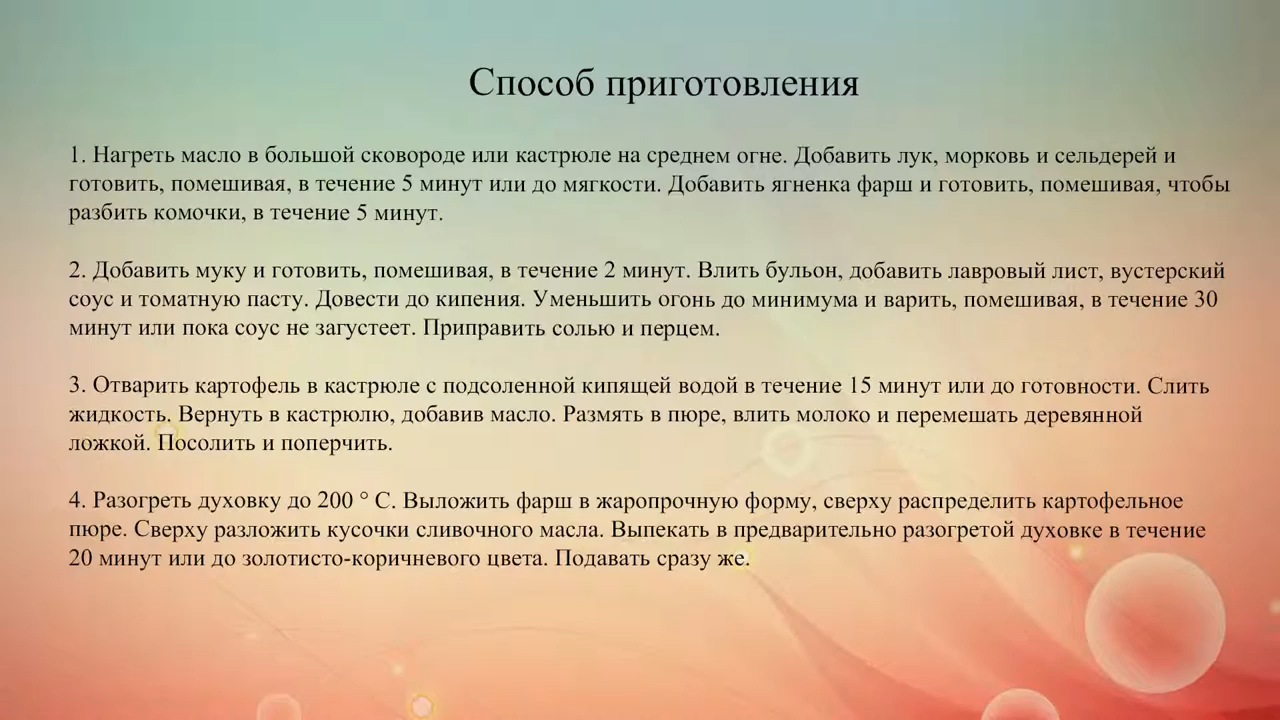 Способ приготовления
1. Нагреть масло в большой сковороде или кастрюле на среднем огне. Добавить лук, морковь и сельдерей и
готовить, помешивая, в течение 5 минут или до мягкости. Добавить ягненка фарш и готовить, помешивая, чтобы
разбить комочки, в течение 5 минут.
2. Добавить муку и готовить, помешивая, в течение 2 минут. Влить бульон, добавить лавровый лист, вустерский
соус и томатную пасту. Довести до кипения. Уменьшить огонь до минимума и варить, помешивая, в течение 30
минут или пока соус не загустеет. Приправить солью и перцем.
3. Отварить картофель в кастрюле с подсоленной кипящей водой в течение 15 минут или до готовности. Слить
жидкость. Вернуть в кастрюлю, добавив масло. Размять в пюре, влить молоко и перемешать деревянной
ложкой. Посолить и поперчить.
4. Разогреть духовку до 200 ° С. Выложить фарш в жаропрочную форму, сверху распределить картофельное
пюре. Сверху разложить кусочки сливочного масла. Выпекать в предварительно разогретой духовке в течение
20 минут или до золотисто-коричневого цвета. Подавать сразу же.